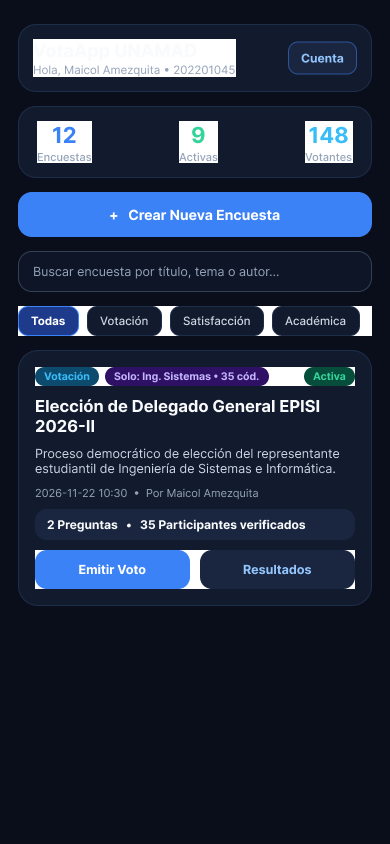 VotaApp UNAMAD
Hola, Maicol Amezquita • 202201045
Cuenta
12
9
148
Encuestas
Activas
Votantes
+ Crear Nueva Encuesta
Buscar encuesta por título, tema o autor...
Todas
Votación
Satisfacción
Académica
Votación
Solo: Ing. Sistemas • 35 cód.
Activa
Elección de Delegado General EPISI
2026-II
Proceso democrático de elección del representante
estudiantil de Ingeniería de Sistemas e Informática.
2026-11-22 10:30 • Por Maicol Amezquita
2 Preguntas • 35 Participantes verificados
Emitir Voto
Resultados